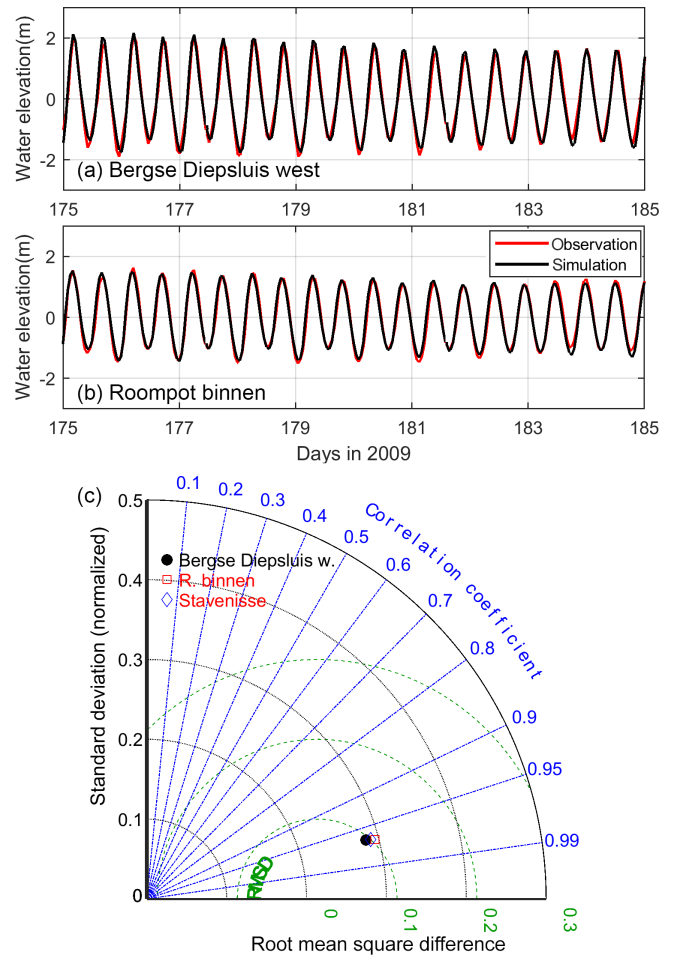 Water elevation(m)
2
0
-2
(a) Bergse Diepsluis west
175
177
179
181
183
185
Water elevation(m)
2
0
-2
Observation
Simulation
(b) Roompot binnen
175
177
179
181
183
185
Days in 2009
(c)
0.5
0.4
0.3
0.2
0.1
0
Standard deviation (normalized)
0.1
0.2
0.3
0.4
0.5
0.6
0.7
0.8
0.9
0.95
0.99
Correlation coefficient
Bergse Diepsluis w.
R. binnen
Stavenisse
RMSD
0
0.1
0.2
0.3
Root mean square difference